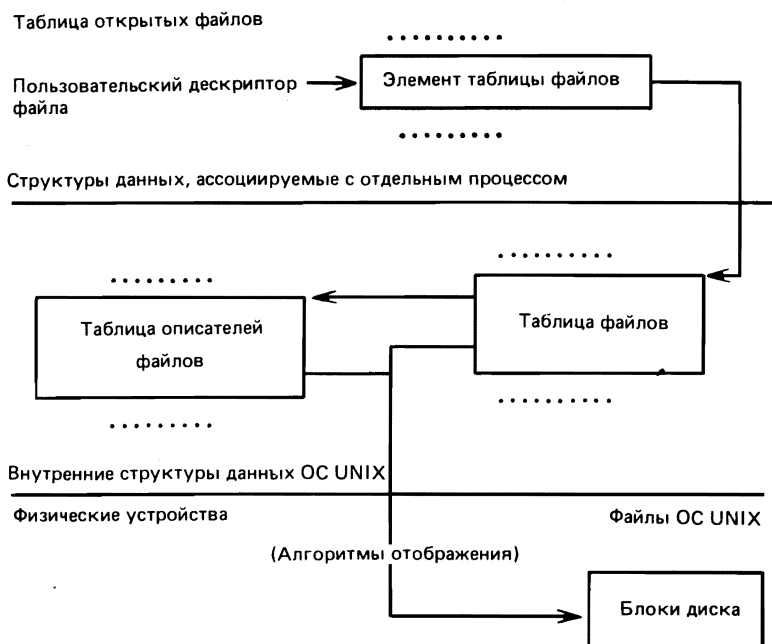 Таблица открытых файлов
Пользовательский дескриптор
файла
Элемент таблицы файлов
Структуры данных, ассоциируемые с отдельным процессом
Таблица описателей
файлов
Таблица файлов
Внутренние структуры данных ОС UNIX
Физические устройства
Файлы ОС UNIX
(Алгоритмы отображения)
Блоки диска